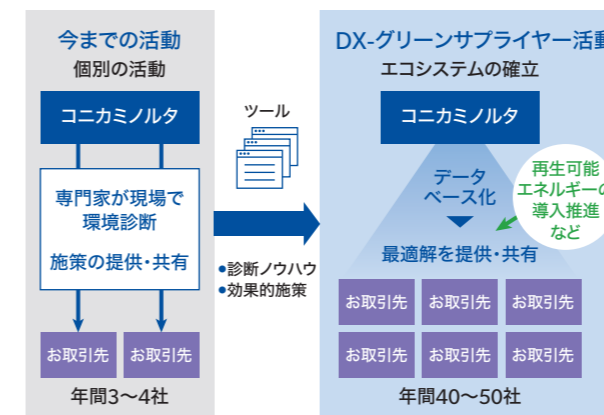 今までの活動
個別の活動
コニカミノルタ
専門家が現場で
環境診断
施策の提供・共有
お取引先
お取引先
年間3〜4社
ツール
●診断ノウハウ
●効果的施策
DX-グリーンサプライヤー活動
エコシステムの確立
コニカミノルタ
データ
ベース化
再生可能
エネルギーの
導入推進
など
最適解を提供・共有
お取引先
お取引先
お取引先
お取引先
お取引先
お取引先
年間40〜50社